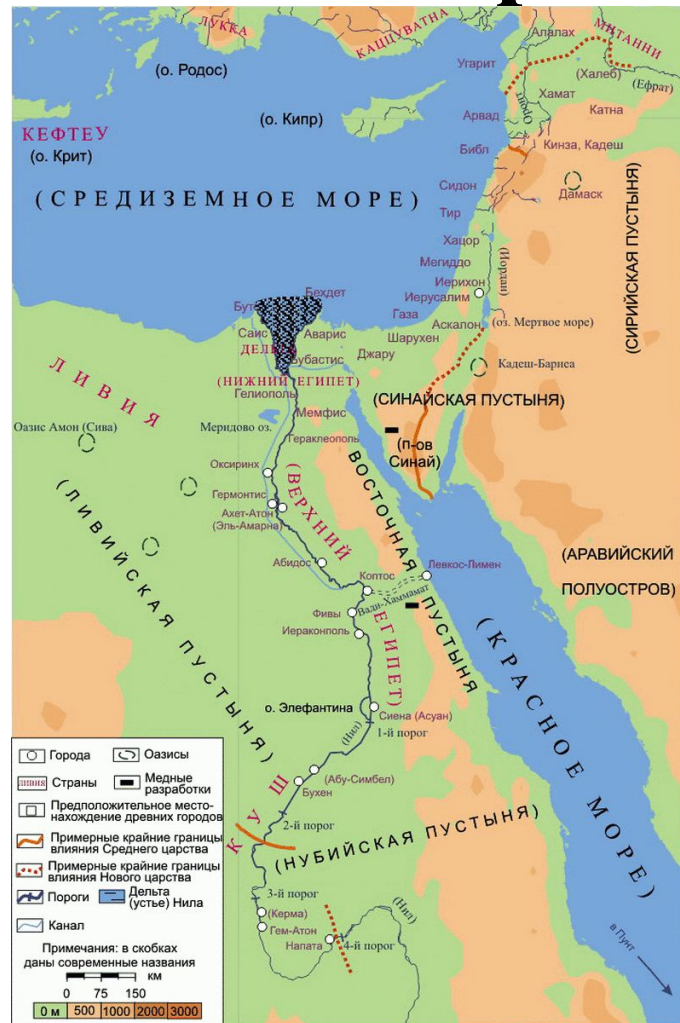 ЛУККА
КАЦЦУВАТНА
МИТАННИ
Алалах
Угарит
(о. Родос)
(Халеб)
(Ефрат)
Хамат
Оронт
Арвад
Катна
(о. Кипр)
КЕФТЕУ
(о. Крит)
Библ
Кинза, Кадеш
Сидон
Дамаск
(СРЕДИЗЕМНОЕ МОРЕ)
Тир
Хацор
Мегиддо
(Иордан)
Иерихон
Иерусалим
(СИРИЙСКАЯ ПУСТЫНЯ)
Бехдет
Буто
Газа
Аскалон
(оз. Мертвое море)
Саис
Аварис
Шарухен
ДЕЛЬТА
Бубастис
Джару
Кадеш-Барнеа
(НИЖНИЙ ЕГИПЕТ)
Гелиополь
(СИНАЙСКАЯ ПУСТЫНЯ)
ЛИВИЯ
Мемфис
Меридово оз.
Оазис Амон (Сива)
Гераклеополь
(п-ов
Синай)
Оксиринх
(ВЕРХНИЙ
ЕГИПЕТ)
ВОСТОЧНАЯ
ПУСТЫНЯ
Гермонтис
Ахет-Атон
(Эль-Амарна)
(ЛИВИЙСКАЯ ПУСТЫНЯ)
(АРАВИЙСКИЙ
ПОЛУОСТРОВ)
Абидос
Коптос
Левкос-Лимен
Вади-Хаммамат
Фивы
Иераконполь
(КРАСНОЕ МОРЕ)
о. Элефантина
Сиена (Асуан)
(Нил)
1-й порог
(Абу-Симбел)
Бухен
КУШ
2-й порог
(НУБИЙСКАЯ ПУСТЫНЯ)
3-й порог
(Керма)
(Нил)
Гем-Атон
Напата
4-й порог
в Пунт
Города
Оазисы
ЛИВИЯ
Страны
Медные
разработки
Предположительное место-
нахождение древних городов
Примерные крайние границы
влияния Среднего царства
Примерные крайние границы
влияния Нового царства
Пороги
Дельта
(устье) Нила
Канал
Примечания: в скобках
даны современные названия
км
0 75 150
0 м 500 1000 2000 3000